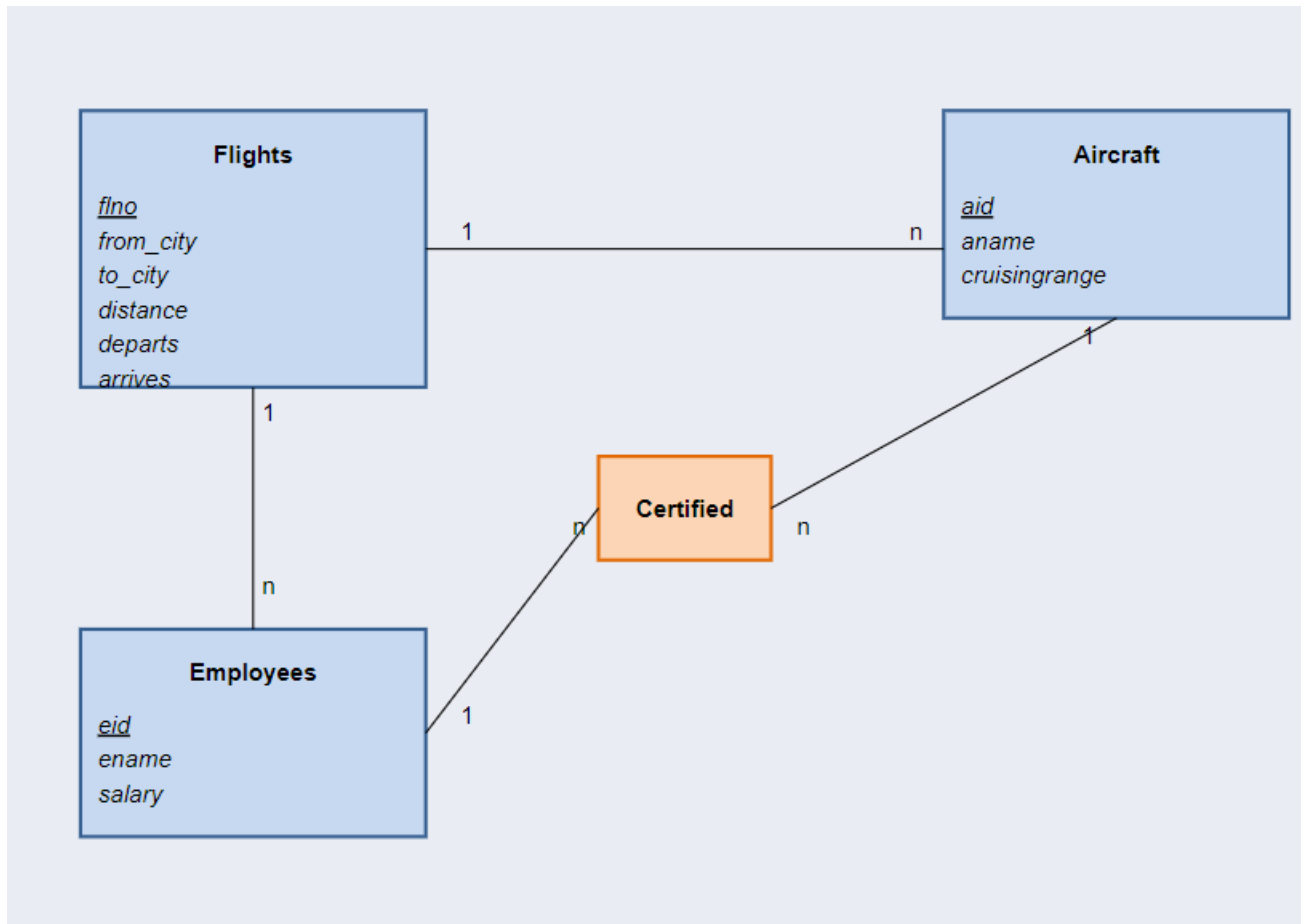 Flights
flno
from_city
to_city
distance
departs
arrives
Aircraft
aid
aname
cruisingrange
1
n
1
1
Certified
n
n
n
Employees
eid
ename
salary
1